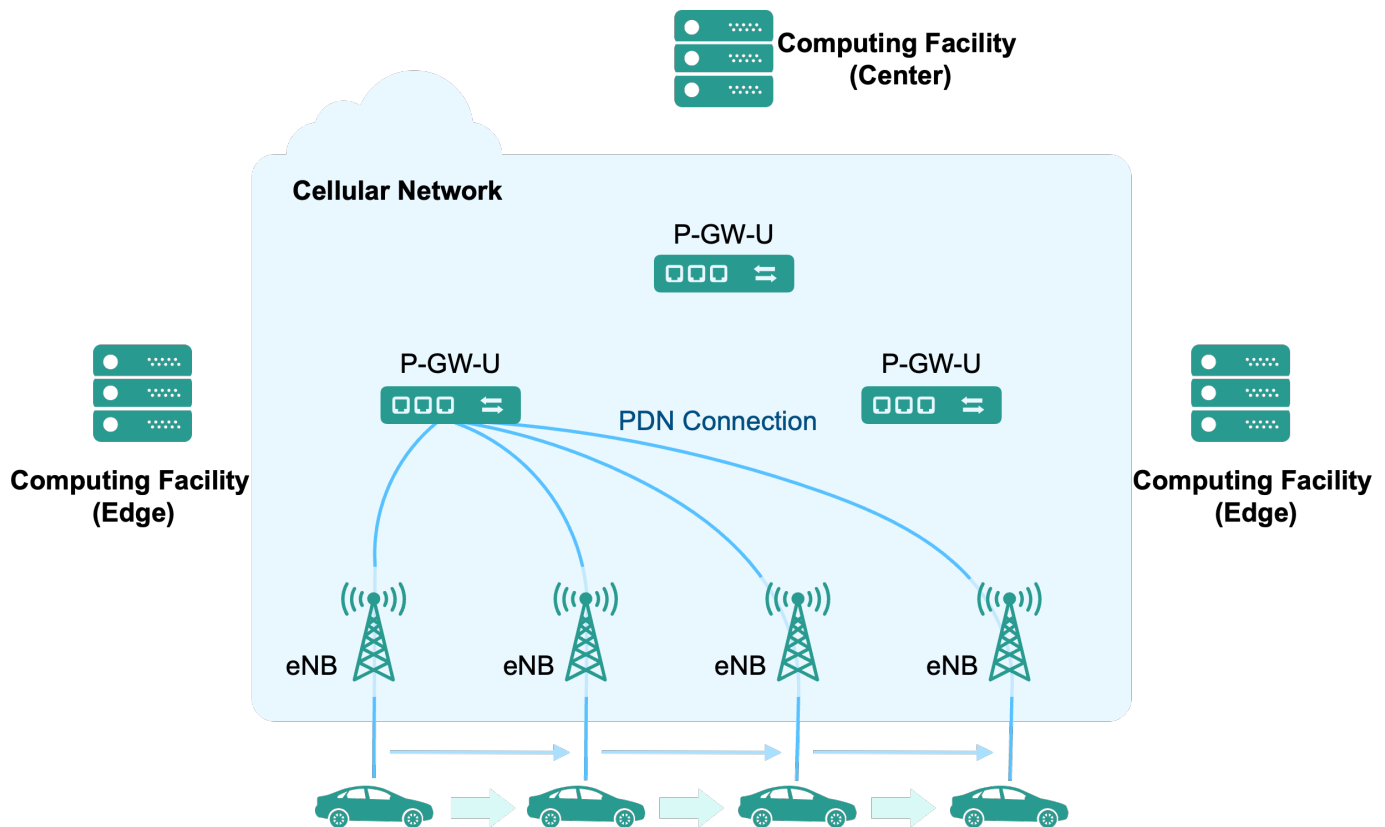 Computing Facility
(Center)
Cellular Network
P-GW-U
P-GW-U
P-GW-U
PDN Connection
Computing Facility
(Edge)
Computing Facility
(Edge)
eNB
eNB
eNB
eNB